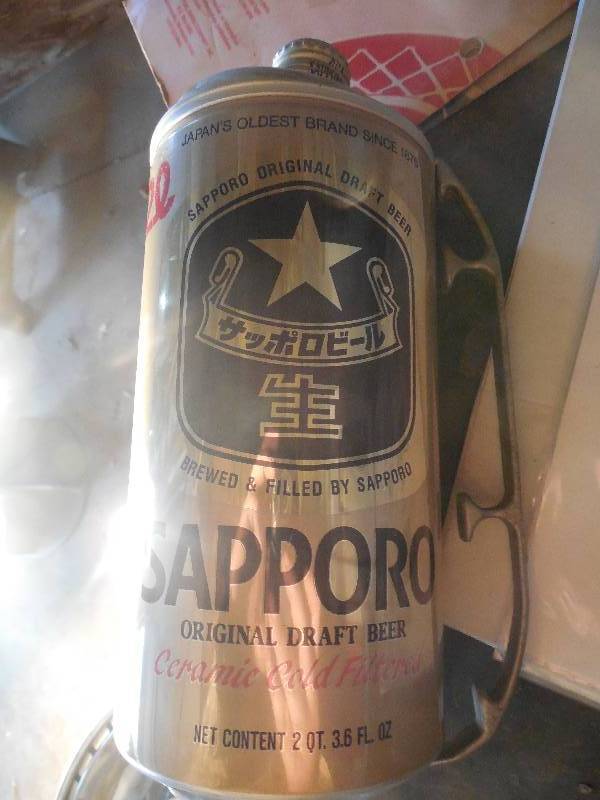 JAPAN'S OLDEST BRAND SINCE 1876
SAPPORO ORIGINAL DRAFT BEER
サッポロビール
生
BREWED & FILLED BY SAPPORO
SAPPORO
ORIGINAL DRAFT BEER
Ceramic Cold Filtered
NET CONTENT 2 QT. 3.6 FL. OZ